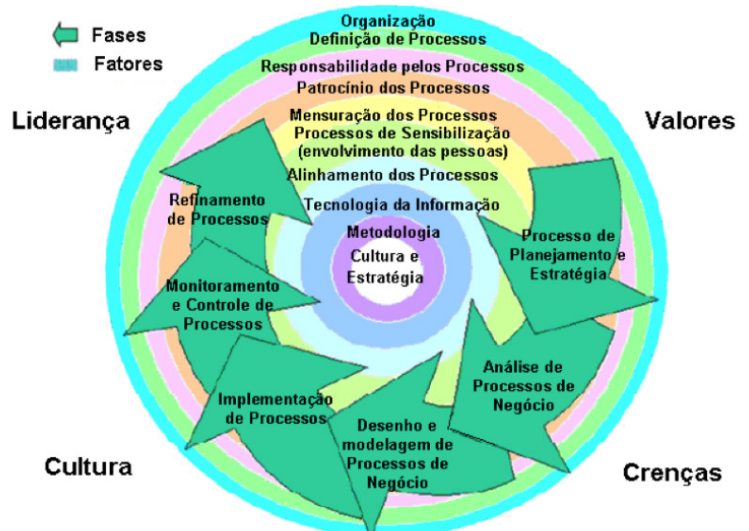 Fases
Fatores
Organização
Definição de Processos
Responsabilidade pelos Processos
Patrocínio dos Processos
Mensuração dos Processos
Processos de Sensibilização
(envolvimento das pessoas)
Alinhamento dos Processos
Tecnologia da Informação
Metodologia
Cultura e
Estratégia
Liderança
Valores
Cultura
Crenças
Processo de
Planejamento e
Estratégia
Análise de
Processos de
Negócio
Desenho e
modelagem de
Processos de
Negócio
Implementação
de Processos
Monitoramento
e Controle de
Processos
Refinamento
de Processos